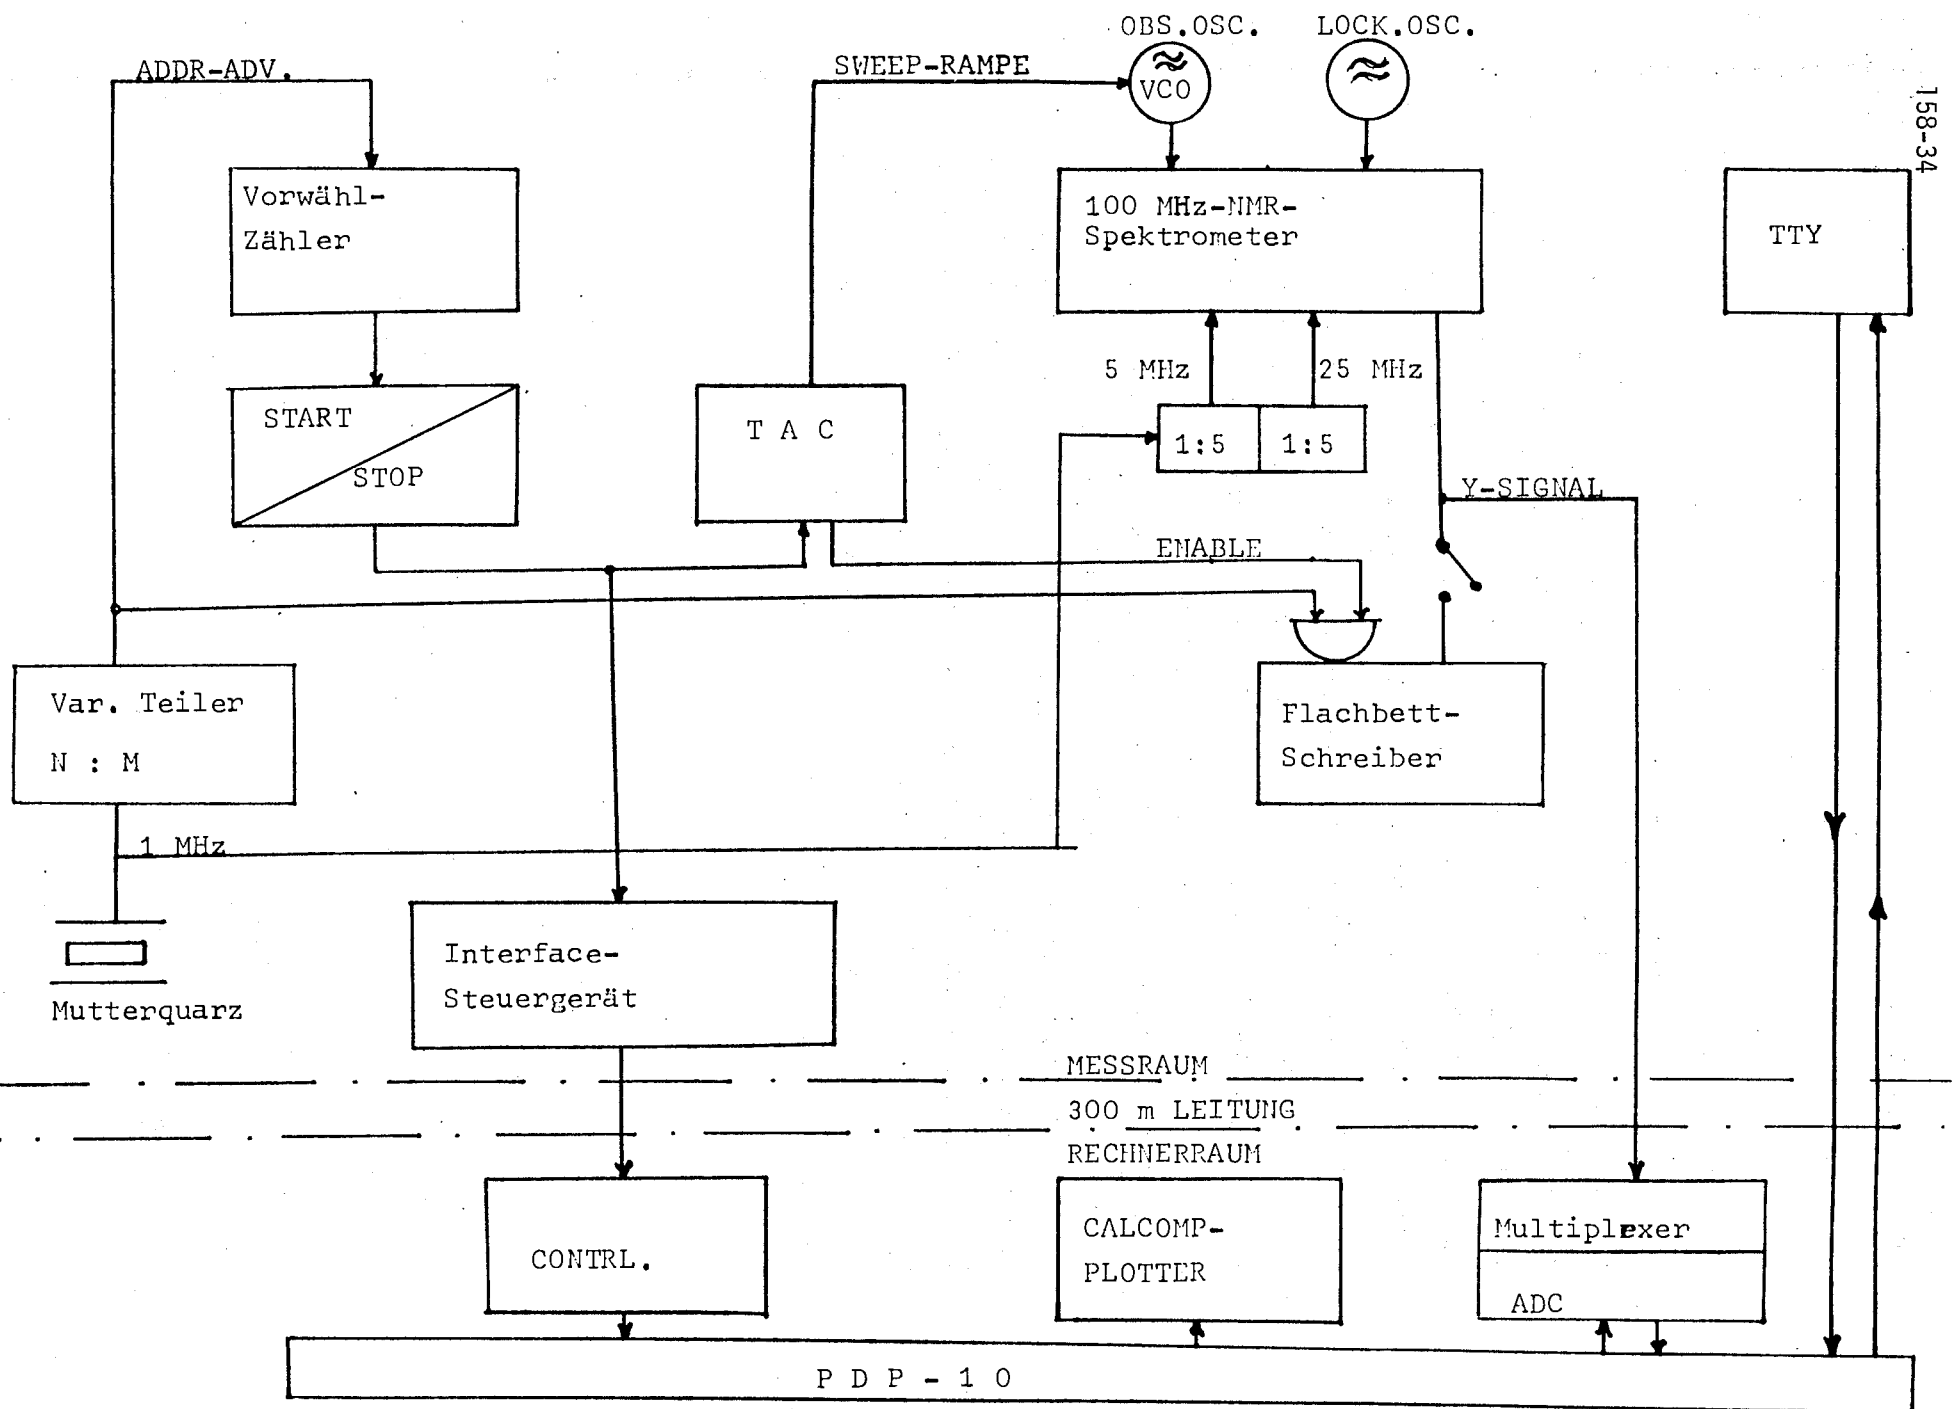 OBS.OSC.
LOCK.OSC.
ADDR-ADV.
SWEEP-RAMPE
VCO
158-34
Vorwähl-
Zähler
100 MHz-NMR-
Spektrometer
TTY
5 MHz
25 MHz
START
STOP
T A C
1:5
1:5
Y-SIGNAL
ENABLE
Var. Teiler
N : M
Flachbett-
Schreiber
1 MHz
Interface-
Steuergerät
Mutterquarz
MESSRAUM
300 m LEITUNG
RECHNERRAUM
CONTRL.
CALCOMP-
PLOTTER
Multiplexer
ADC
P D P - 1 0